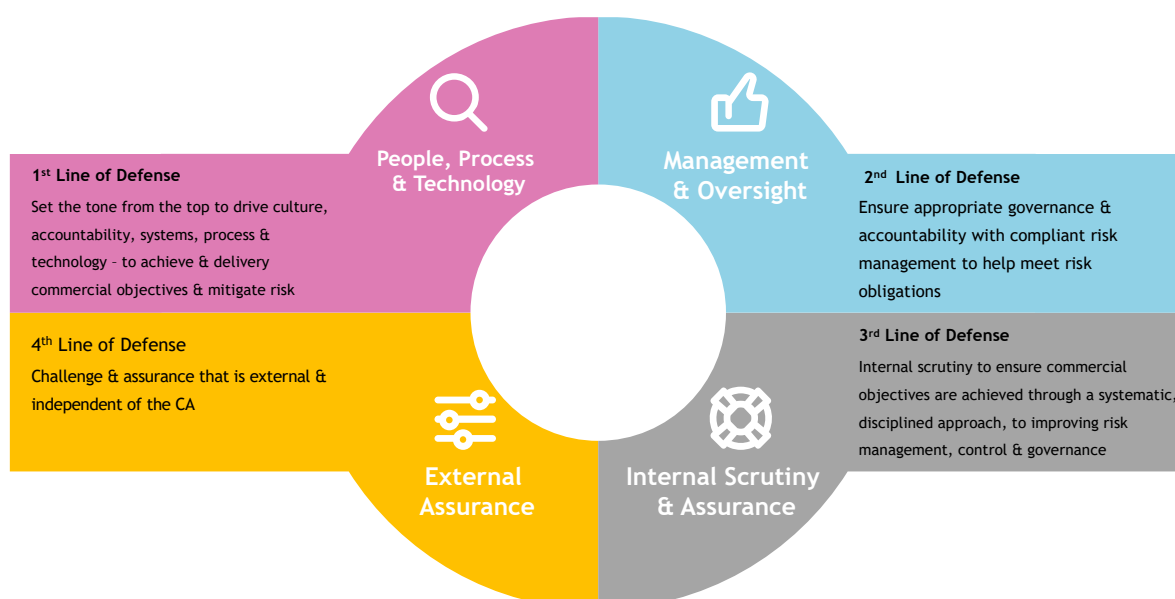 People, Process
& Technology
Management
& Oversight
1st Line of Defense
Set the tone from the top to drive culture,
accountability, systems, process &
technology - to achieve & delivery
commercial objectives & mitigate risk
2nd Line of Defense
Ensure appropriate governance &
accountability with compliant risk
management to help meet risk
obligations
4th Line of Defense
Challenge & assurance that is external &
independent of the CA
3rd Line of Defense
Internal scrutiny to ensure commercial
objectives are achieved through a systematic,
disciplined approach, to improving risk
management, control & governance
External
Assurance
Internal Scrutiny
& Assurance